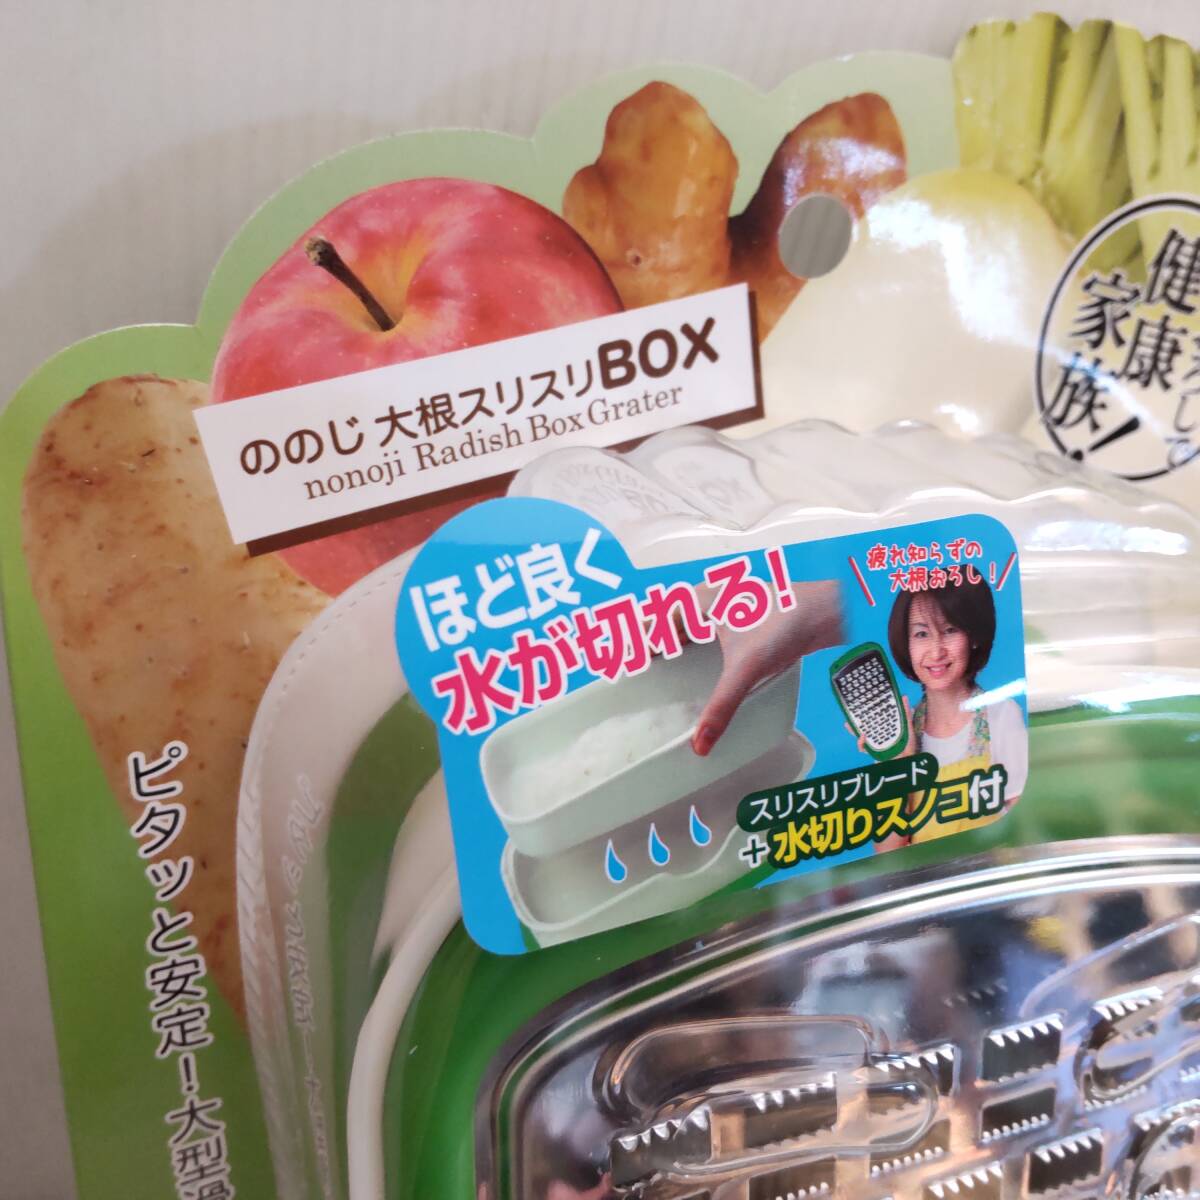 ののじ 大根スリスリBOX
nonoji Radish Box Grater
健康
家族!
ほど良く
水が切れる!
疲れ知らずの
大根おろし!
スリスリブレード
+水切りスノコ付
ピタッと安定!大型